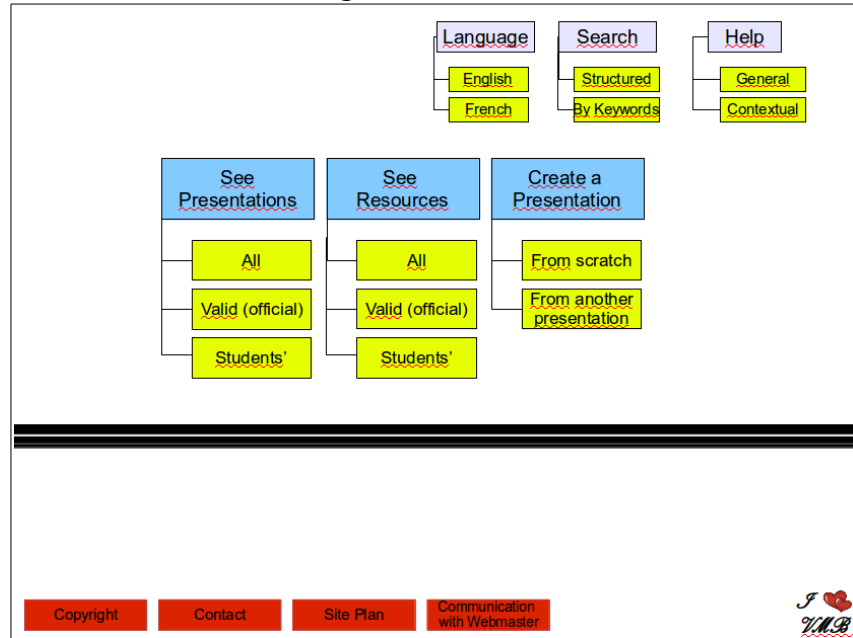 Language
Search
Help
English
Structured
General
French
By Keywords
Contextual
See
Presentations
See
Resources
Create a
Presentation
All
All
From scratch
Valid (official)
Valid (official)
From another
presentation
Students’
Students’
Copyright
Contact
Site Plan
Communication
with Webmaster
I
VMB